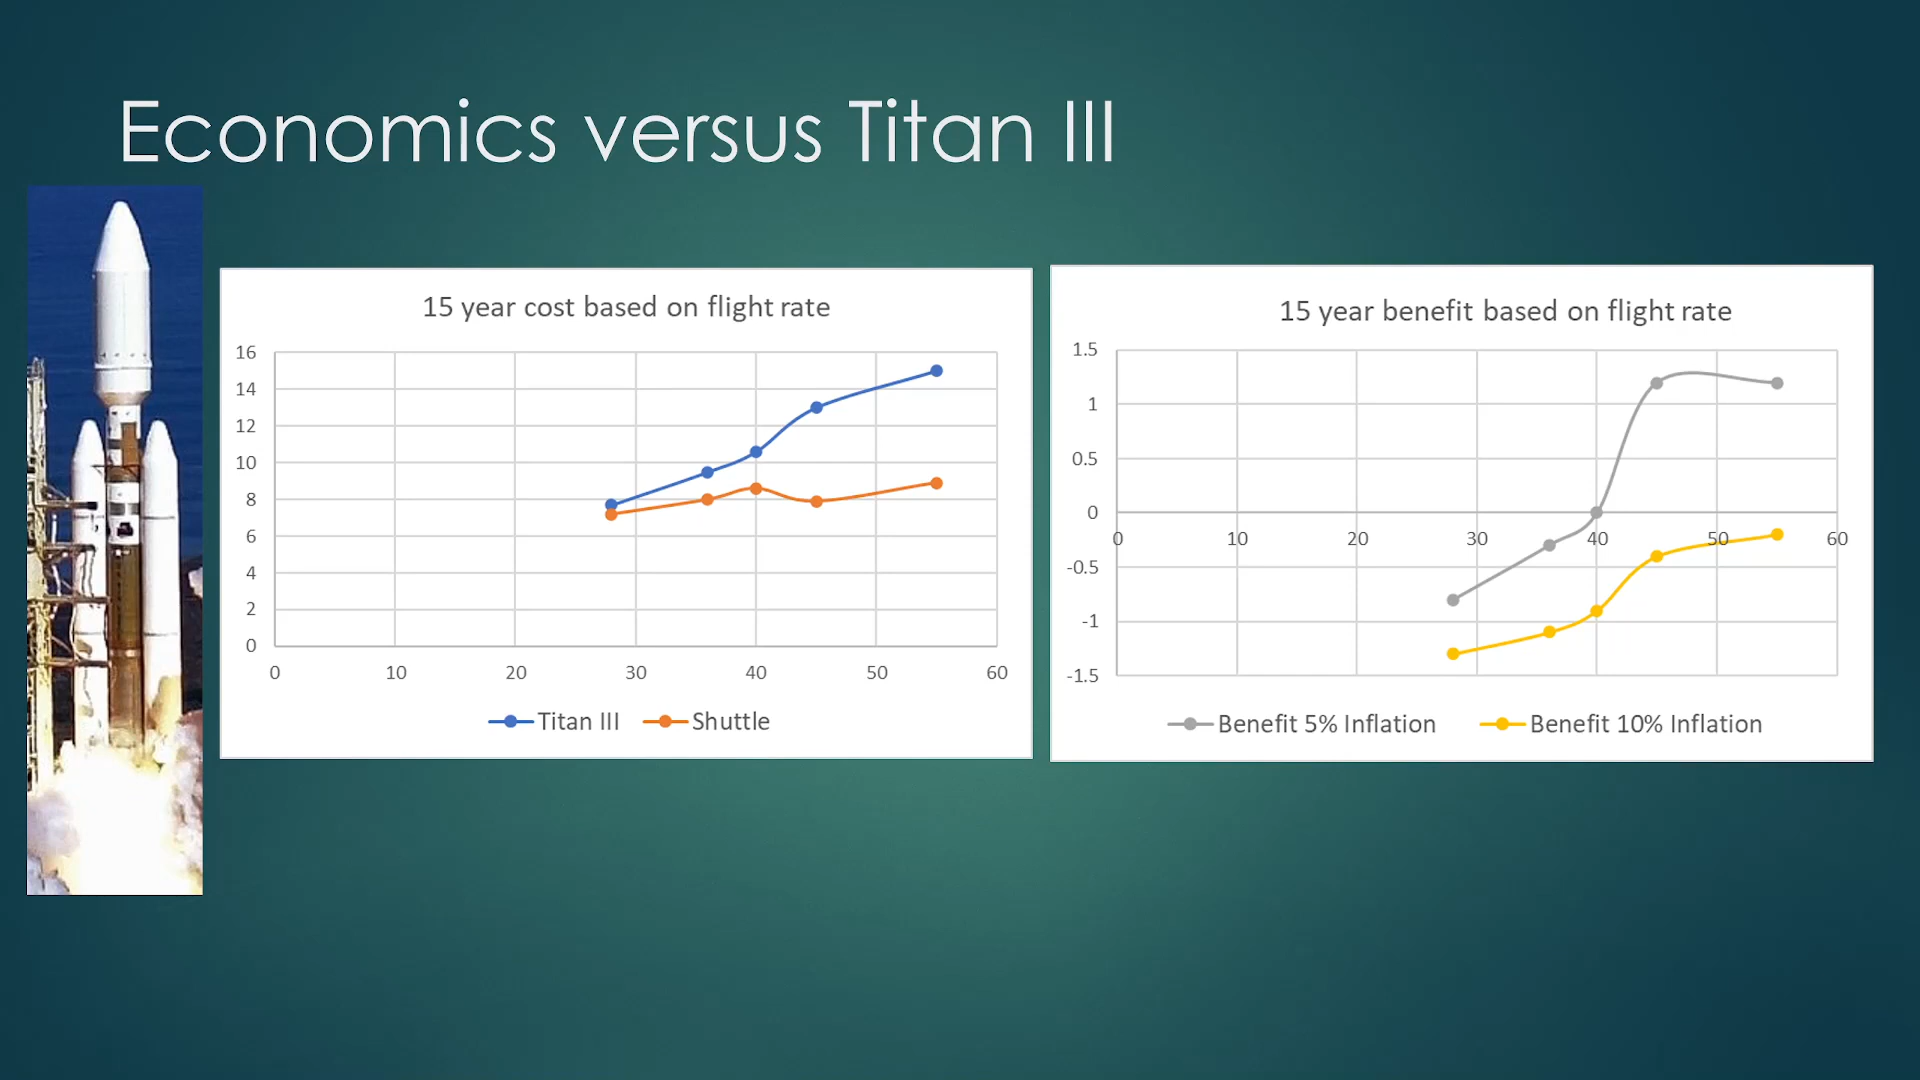 Economics versus Titan III
15 year cost based on flight rate
16
14
12
10
8
6
4
2
0
0 10 20 30 40 50 60
Titan III Shuttle
15 year benefit based on flight rate
1.5
1
0.5
0
0 10 20 30 40 50 60
-0.5
-1
-1.5
Benefit 5% Inflation Benefit 10% Inflation